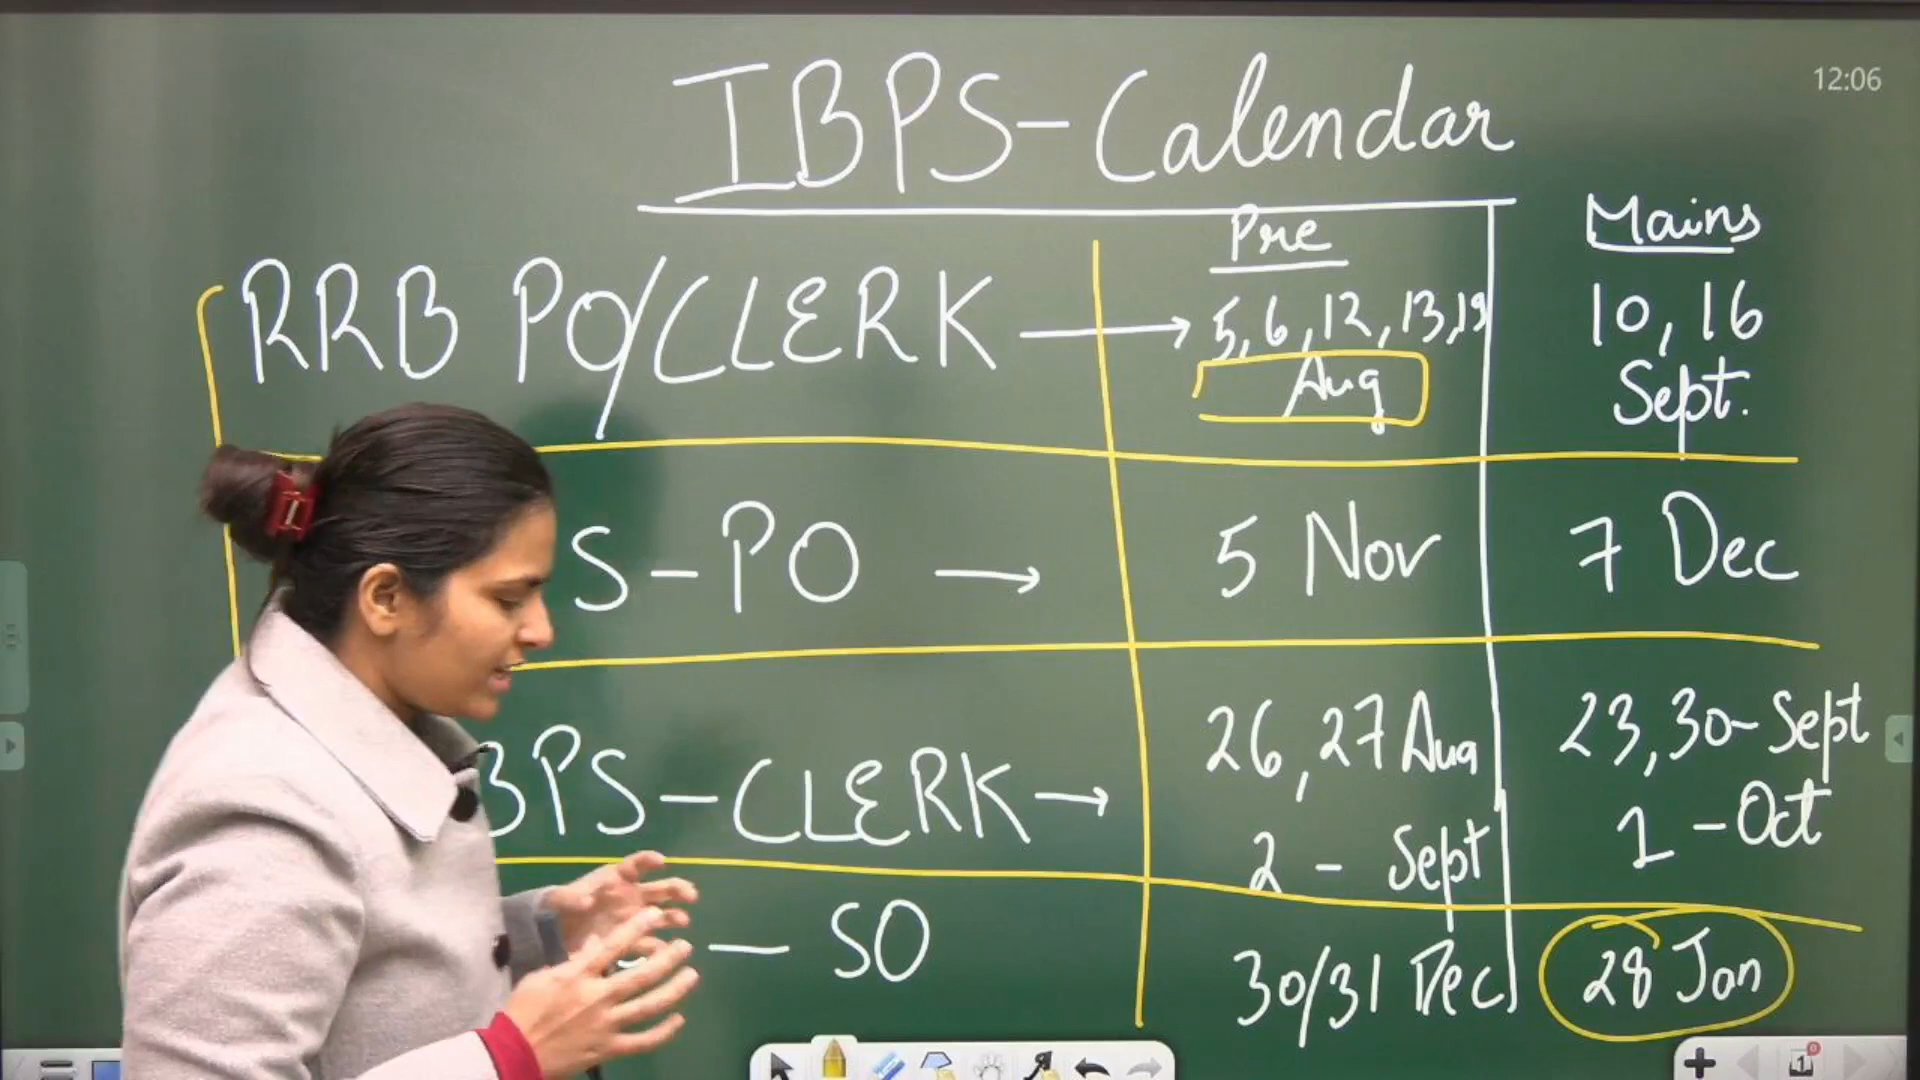 12:06
IBPS-Calendar
Pre
Mains
RRB PO/CLERK → 5,6,12,13,19
Aug
10, 16
Sept.
S-PO → 5 Nov 7 Dec
BPS-CLERK → 26, 27 Aug
2 - Sept
23,30-Sept
1 -Oct
- SO 30/31 Dec 28 Jan
1